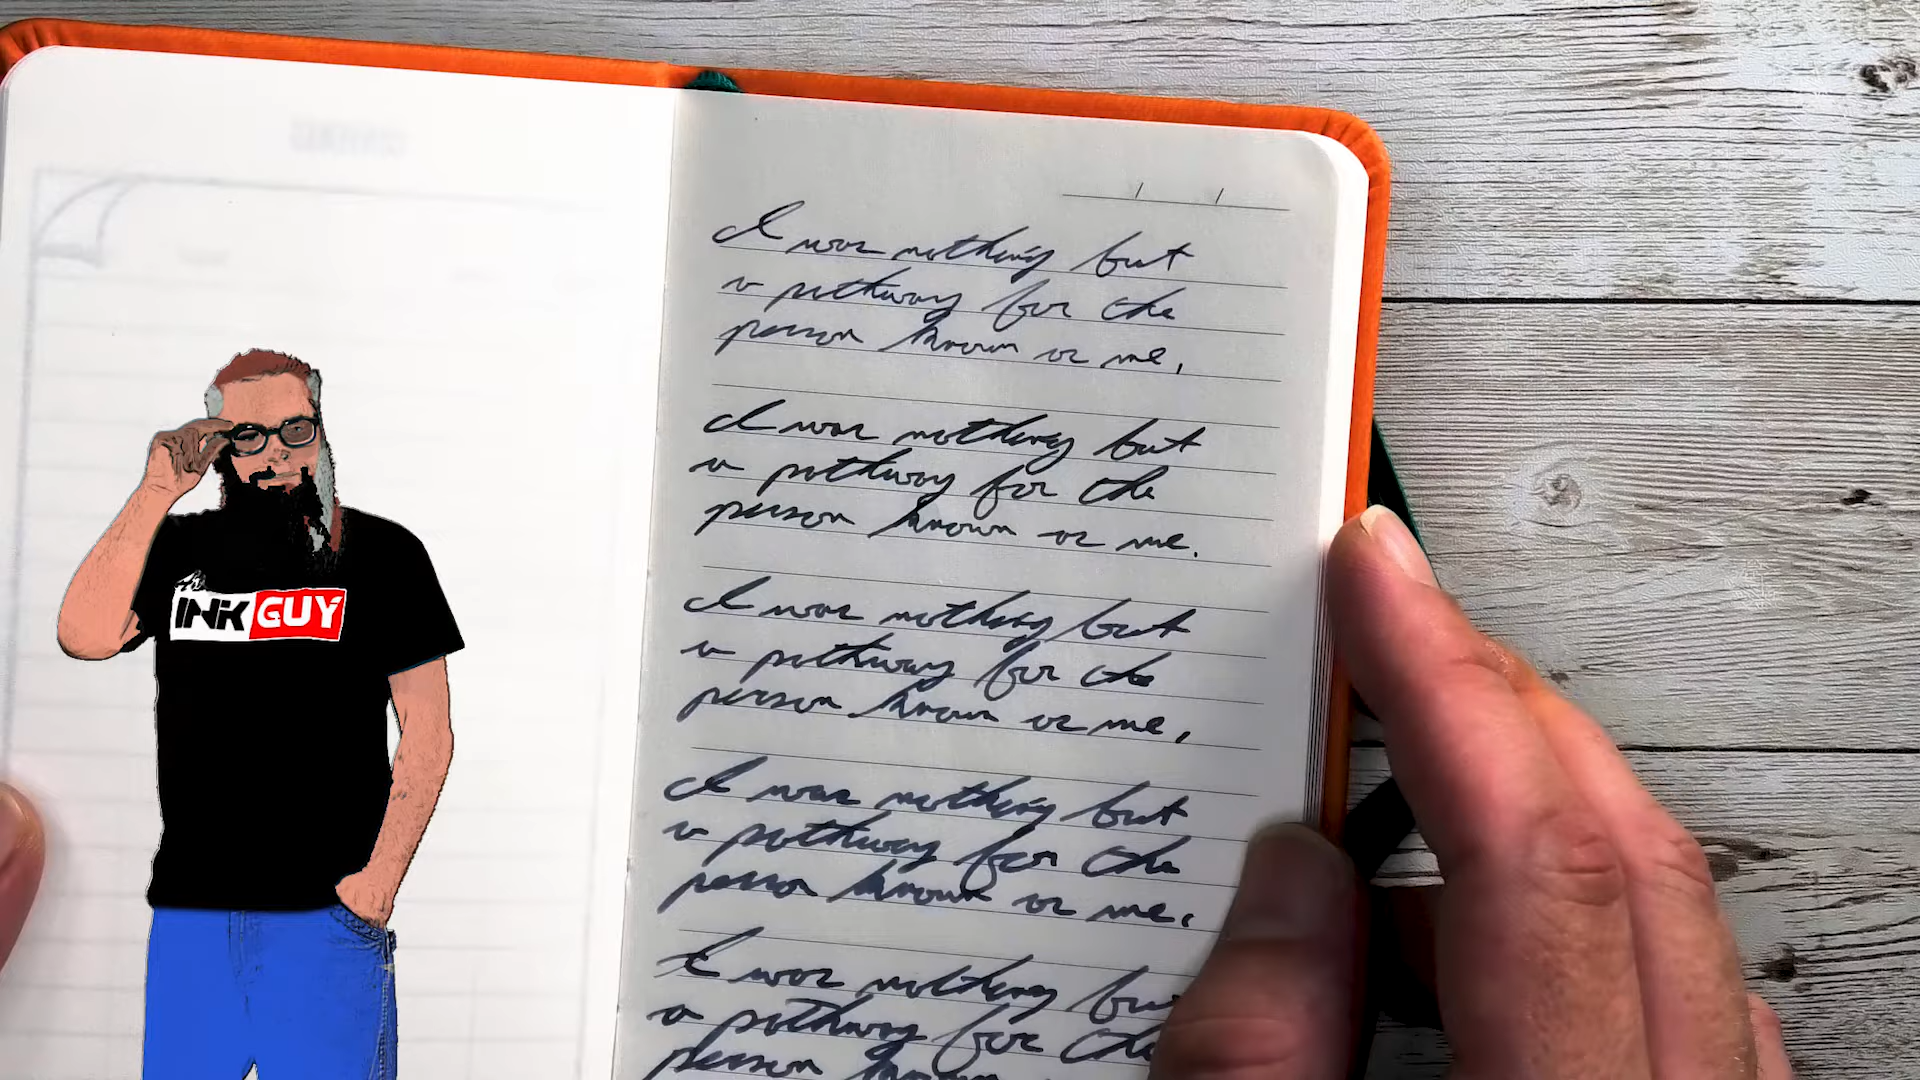 I was nothing but
a pathway for the
person known as me,
I was nothing but
a pathway for the
person known as me.
I was nothing but
a pathway for the
person known as me,
I was nothing but
a pathway for the
person known as me.
I was nothing but
a pathway for the
person known
INK GUY